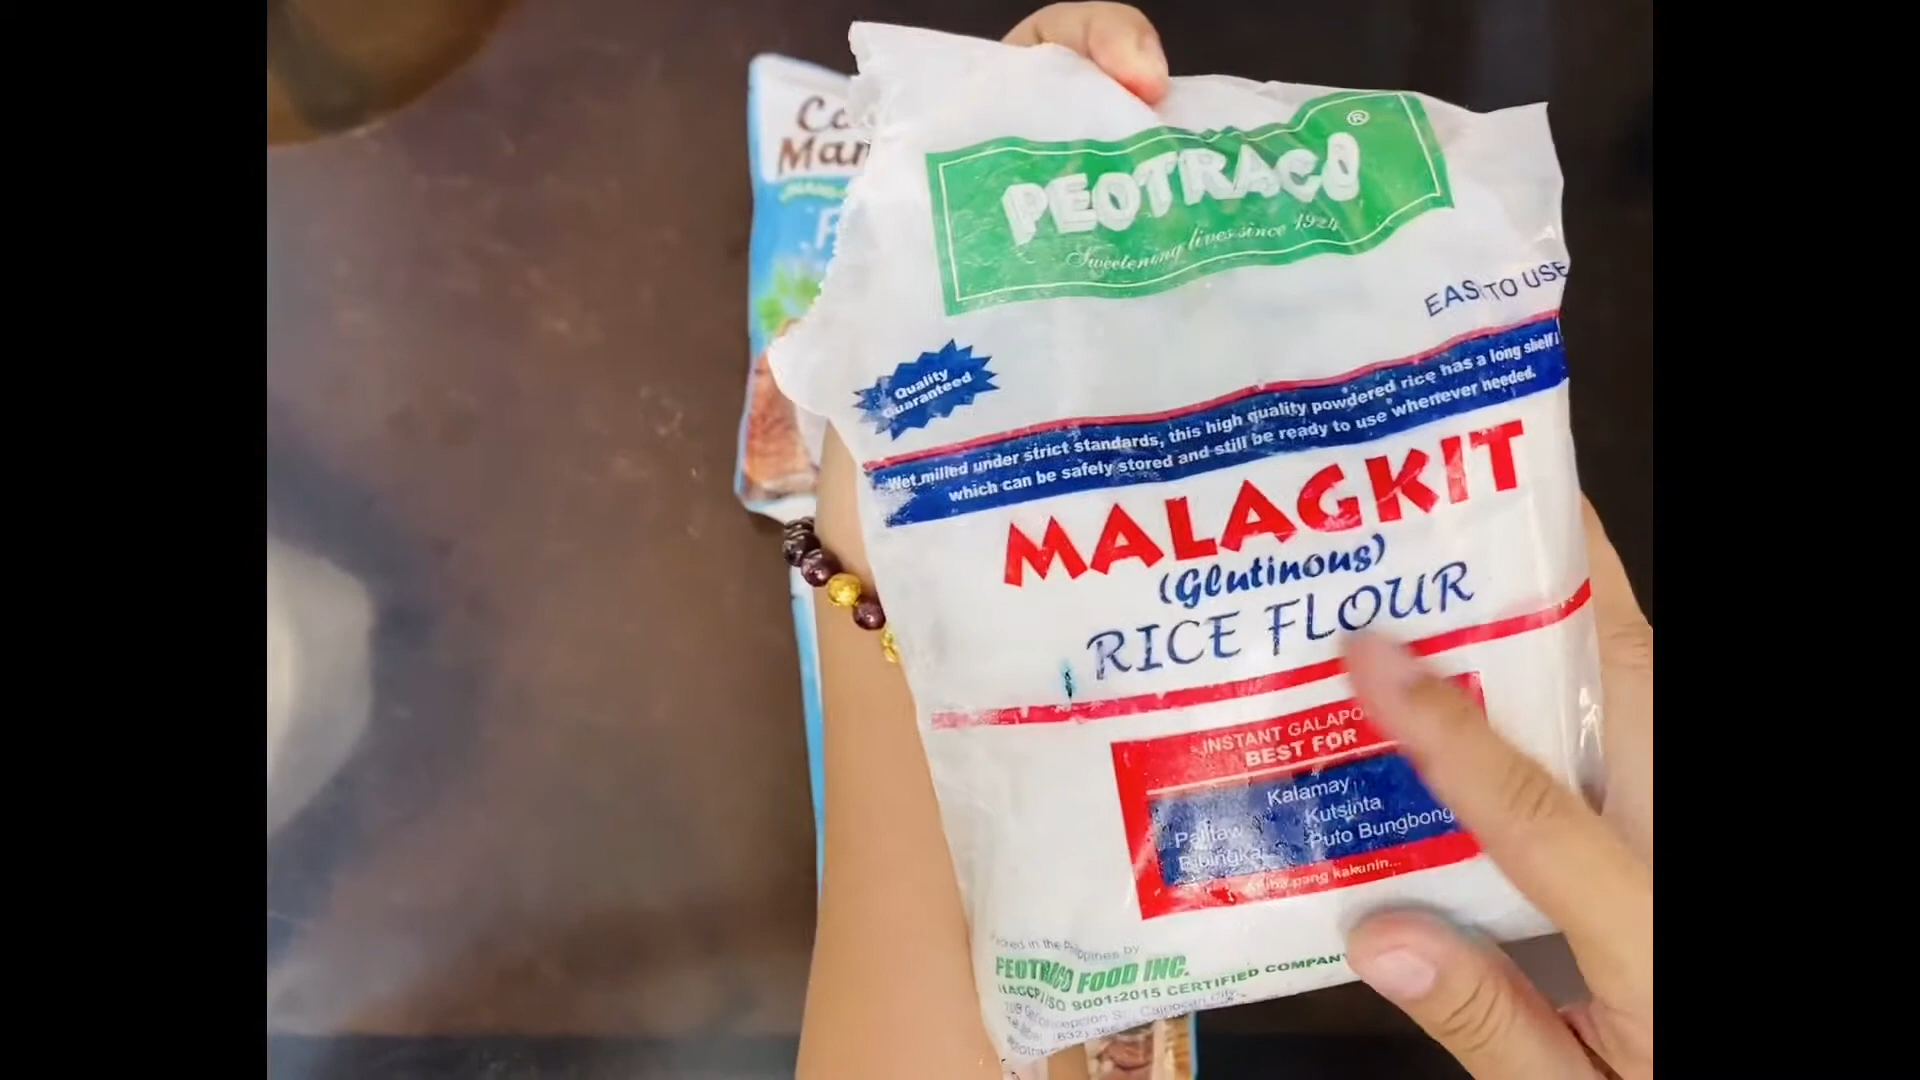 PEOTRACO ®
Sweetening lives since 1924
EASY TO USE
Quality
Guaranteed
Wet milled under strict standards, this high quality powdered rice has a long shelf
which can be safely stored and still be ready to use whenever needed.
MALAGKIT
(Glutinous)
RICE FLOUR
INSTANT GALAPO
BEST FOR
Kalamay
Palitaw Kutsinta
Bibingka Puto Bungbong
pang kakanin...
in the Philippines by
PEOTRACO FOOD INC.
HACCP / ISO 9001:2015 CERTIFIED COMPANY